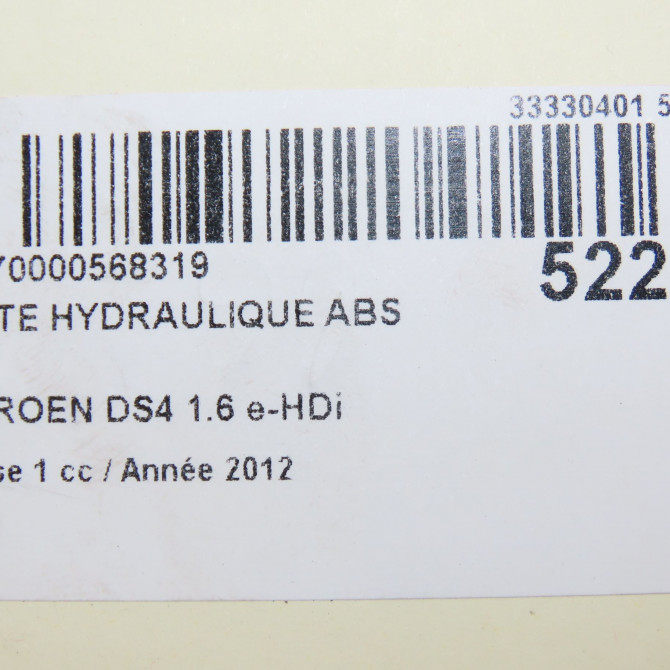 33330401 5
70000568319
522
TE HYDRAULIQUE ABS
ROEN DS4 1.6 e-HDi
se 1 cc / Année 2012